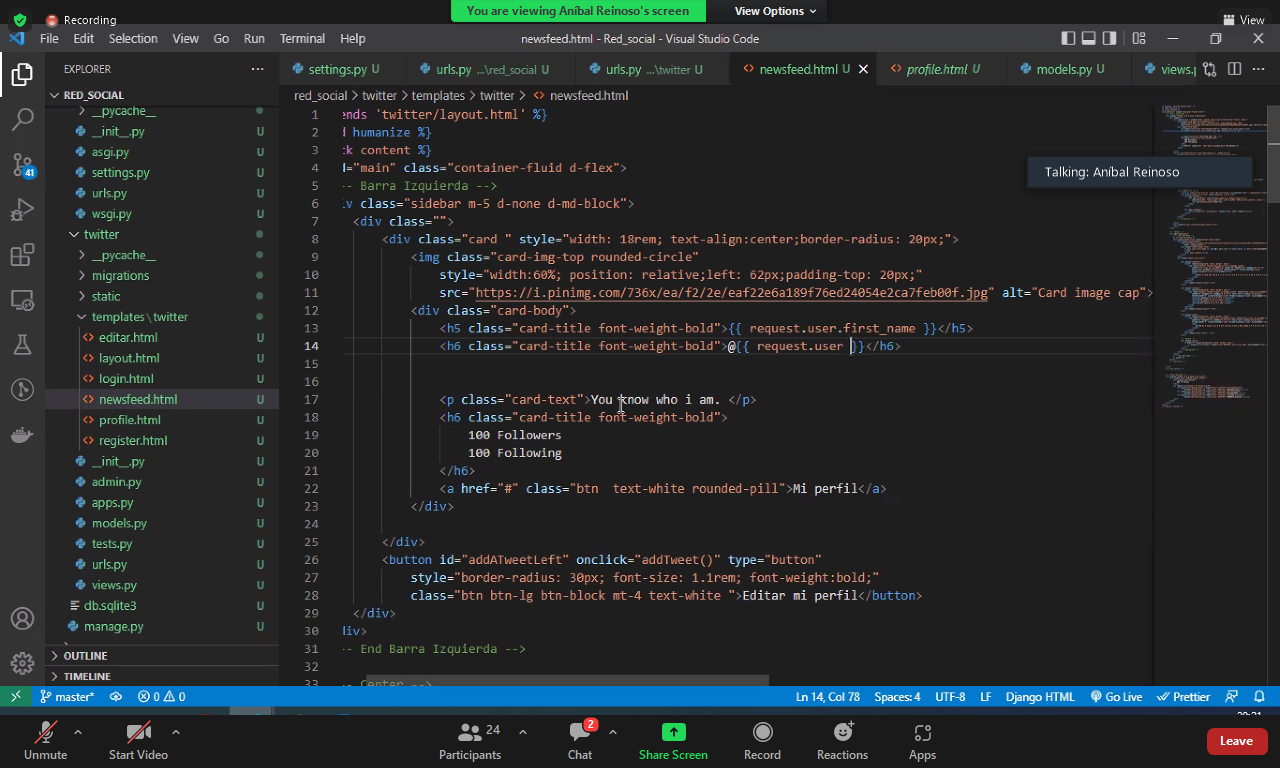 Recording
You are viewing Aníbal Reinoso's screen
View Options
View
File Edit Selection View Go Run Terminal Help
newsfeed.html - Red_social - Visual Studio Code
EXPLORER
settings.py U
urls.py ...\red_social U
urls.py ...\twitter U
newsfeed.html U
profile.html U
models.py U
views.p
RED_SOCIAL
red_social > twitter > templates > twitter > newsfeed.html
__pycache__
__init__.py U
asgi.py U
settings.py U
urls.py U
wsgi.py U
twitter
__pycache__
migrations
static
templates \ twitter
editar.html U
layout.html U
login.html U
newsfeed.html U
profile.html U
register.html U
__init__.py U
admin.py U
apps.py U
models.py U
tests.py U
urls.py U
views.py U
db.sqlite3 U
manage.py U
OUTLINE
TIMELINE
41
1 ends 'twitter/layout.html' %}
2 d humanize %}
3 ck content %}
4 d="main" class="container-fluid d-flex">
5 -- Barra Izquierda -->
6 iv class="sidebar m-5 d-none d-md-block">
7 <div class="">
8 <div class="card " style="width: 18rem; text-align:center;border-radius: 20px;">
9 <img class="card-img-top rounded-circle"
10 style="width:60%; position: relative;left: 62px;padding-top: 20px;"
11 src="https://i.pinimg.com/736x/ea/f2/2e/eaf22e6a189f76ed24054e2ca7feb00f.jpg" alt="Card image cap">
12 <div class="card-body">
13 <h5 class="card-title font-weight-bold">{{ request.user.first_name }}</h5>
14 <h6 class="card-title font-weight-bold">@{{ request.user }}</h6>
15
16
17 <p class="card-text">You know who i am. </p>
18 <h6 class="card-title font-weight-bold">
19 100 Followers
20 100 Following
21 </h6>
22 <a href="#" class="btn  text-white rounded-pill">Mi perfil</a>
23 </div>
24
25 </div>
26 <button id="addATweetLeft" onclick="addTweet()" type="button"
27 style="border-radius: 30px; font-size: 1.1rem; font-weight:bold;"
28 class="btn btn-lg btn-block mt-4 text-white ">Editar mi perfil</button>
29 </div>
30 div>
31 -- End Barra Izquierda -->
32
33 -- Center -->
Talking: Aníbal Reinoso
master* 0 0
Ln 14, Col 78 Spaces: 4 UTF-8 LF Django HTML Go Live Prettier
Unmute
Start Video
Participants 24
Chat 2
Share Screen
Record
Reactions
Apps
Leave